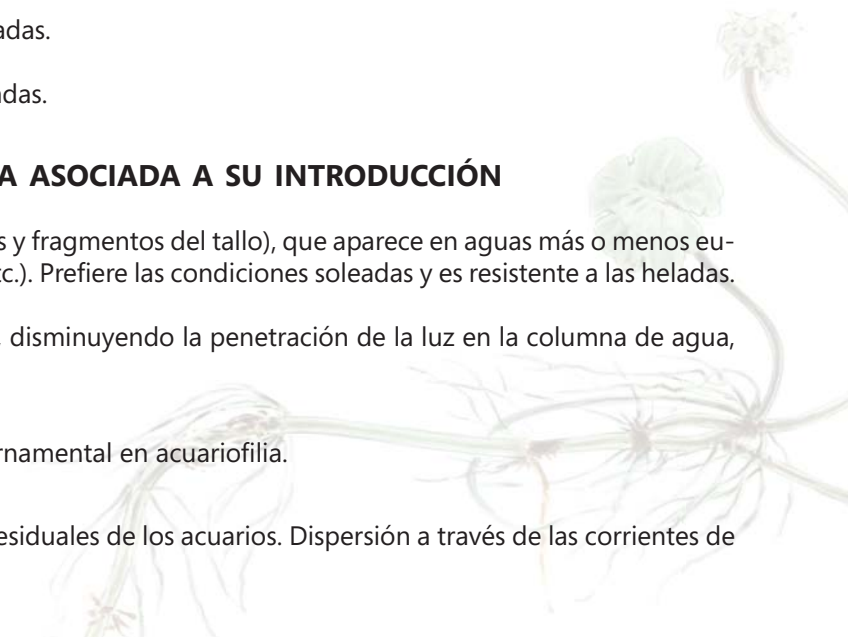 adas.
adas.
A ASOCIADA A SU INTRODUCCIÓN
s y fragmentos del tallo), que aparece en aguas más o menos eu-
tc.). Prefiere las condiciones soleadas y es resistente a las heladas.
, disminuyendo la penetración de la luz en la columna de agua,
rnamental en acuariofilia.
esiduales de los acuarios. Dispersión a través de las corrientes de